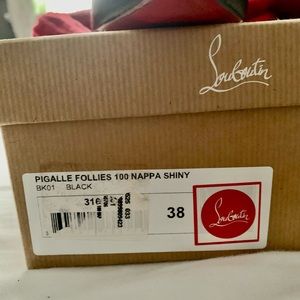 Louboutin
PIGALLE FOLLIES 100 NAPPA SHINY
BK01 BLACK
38
Louboutin